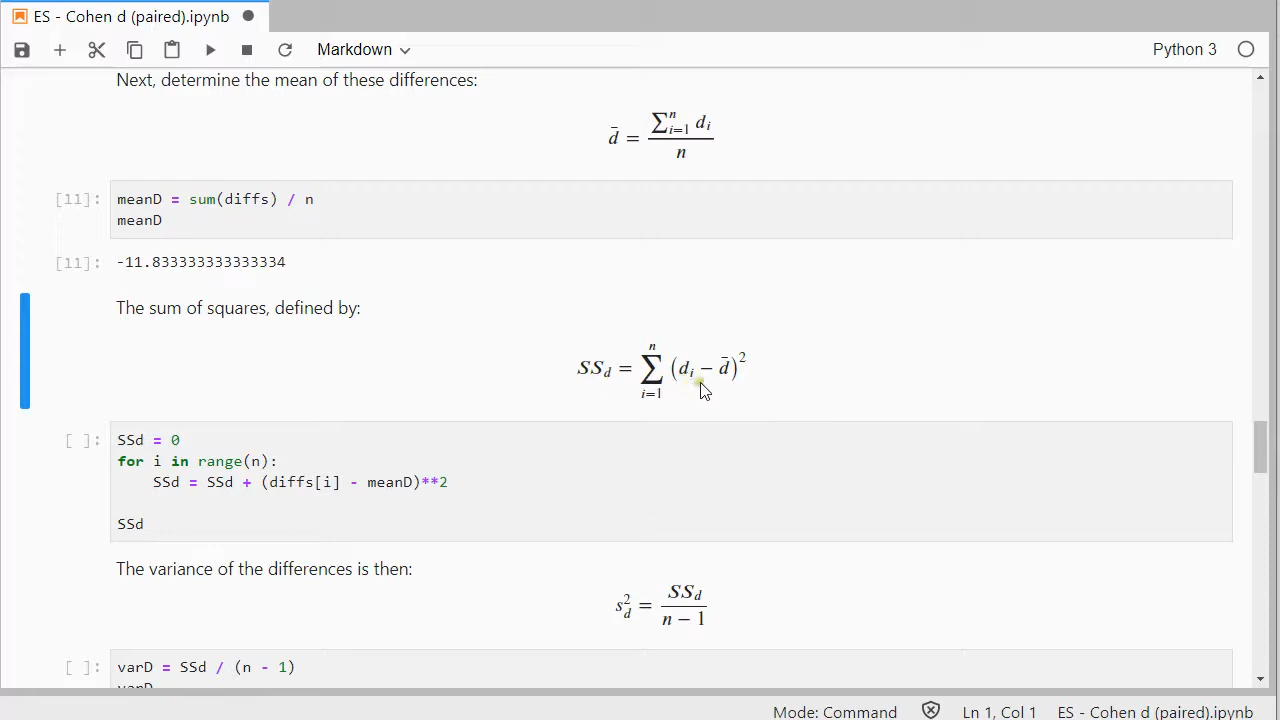 ES - Cohen d (paired).ipynb
Markdown
Python 3
Next, determine the mean of these differences:
d̄ = ∑ⁿᵢ₌₁ dᵢ / n
[11]: meanD = sum(diffs) / n
meanD
[11]: -11.833333333333334
The sum of squares, defined by:
SS_d = ∑ⁿᵢ₌₁ (dᵢ − d̄)²
[ ]: SSd = 0
for i in range(n):
    SSd = SSd + (diffs[i] - meanD)**2
SSd
The variance of the differences is then:
s²_d = SS_d / n − 1
[ ]: varD = SSd / (n - 1)
varD
Mode: Command Ln 1, Col 1 ES - Cohen d (paired).ipynb